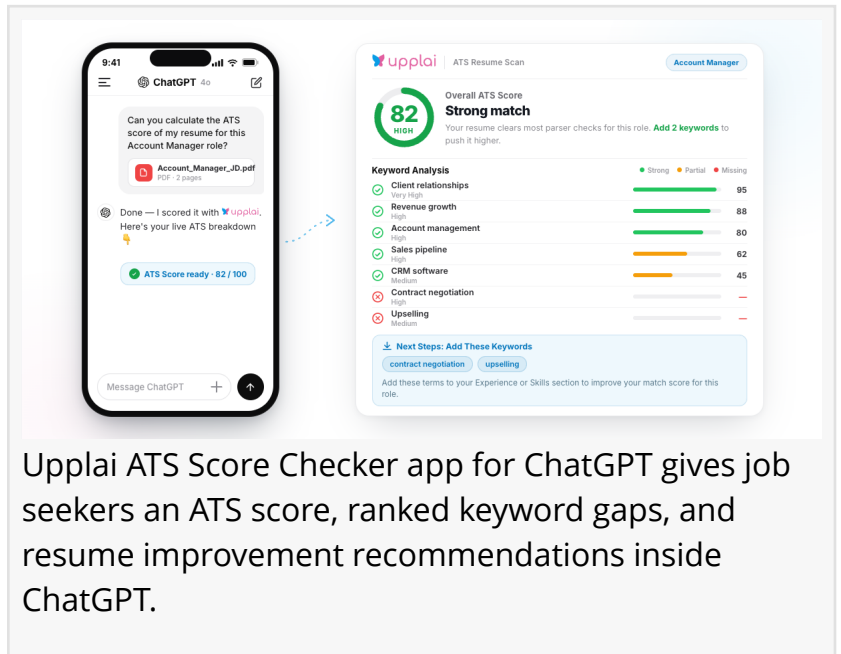 9:41
ChatGPT 4o
Can you calculate the ATS
score of my resume for this
Account Manager role?
Account_Manager_JD.pdf
PDF · 2 pages
Done — I scored it with upplai.
Here's your live ATS breakdown
👇
ATS Score ready · 82 / 100
Message ChatGPT
upplai ATS Resume Scan Account Manager
82
HIGH
Overall ATS Score
Strong match
Your resume clears most parser checks for this role. Add 2 keywords to
push it higher.
Keyword Analysis Strong Partial Missing
Client relationships
Very High
95
Revenue growth
High
88
Account management
High
80
Sales pipeline
High
62
CRM software
Medium
45
Contract negotiation
High
—
Upselling
Medium
—
Next Steps: Add These Keywords
contract negotiation upselling
Add these terms to your Experience or Skills section to improve your match score for this
role.
Upplai ATS Score Checker app for ChatGPT gives job
seekers an ATS score, ranked keyword gaps, and
resume improvement recommendations inside
ChatGPT.